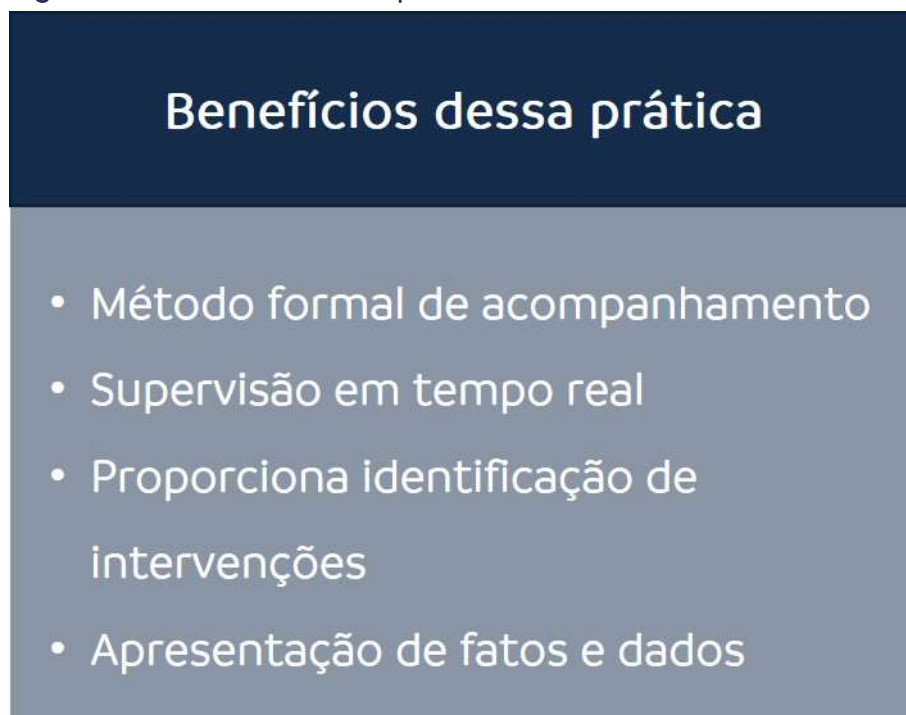 Benefícios dessa prática
• Método formal de acompanhamento
• Supervisão em tempo real
• Proporciona identificação de
intervenções
• Apresentação de fatos e dados